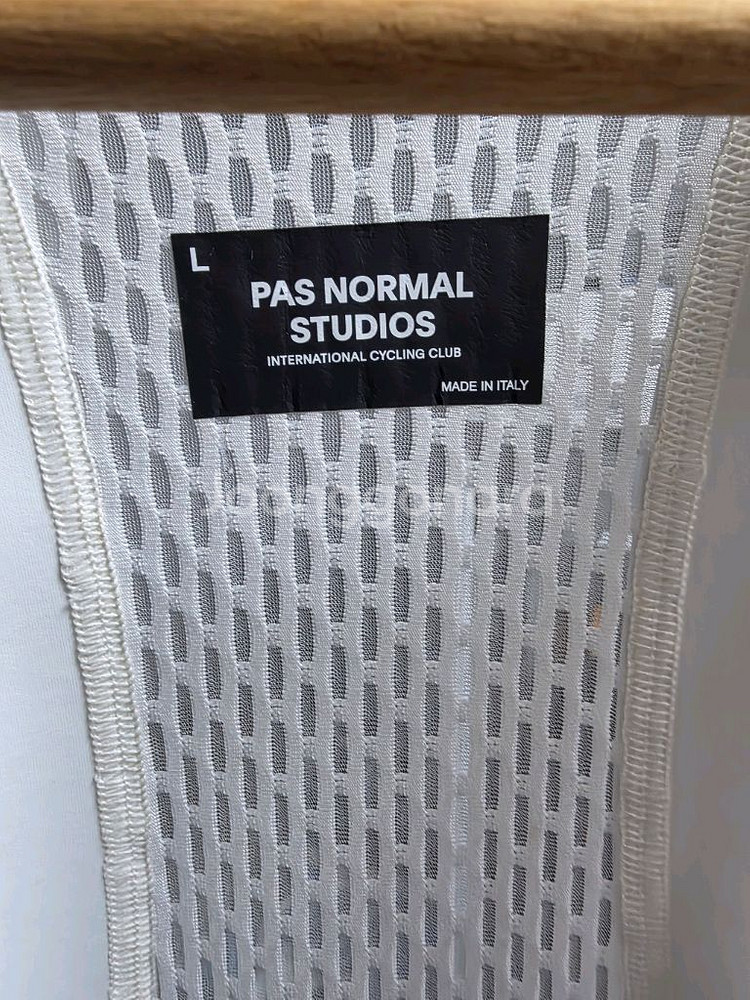 L
PAS NORMAL
STUDIOS
INTERNATIONAL CYCLING CLUB
MADE IN ITALY